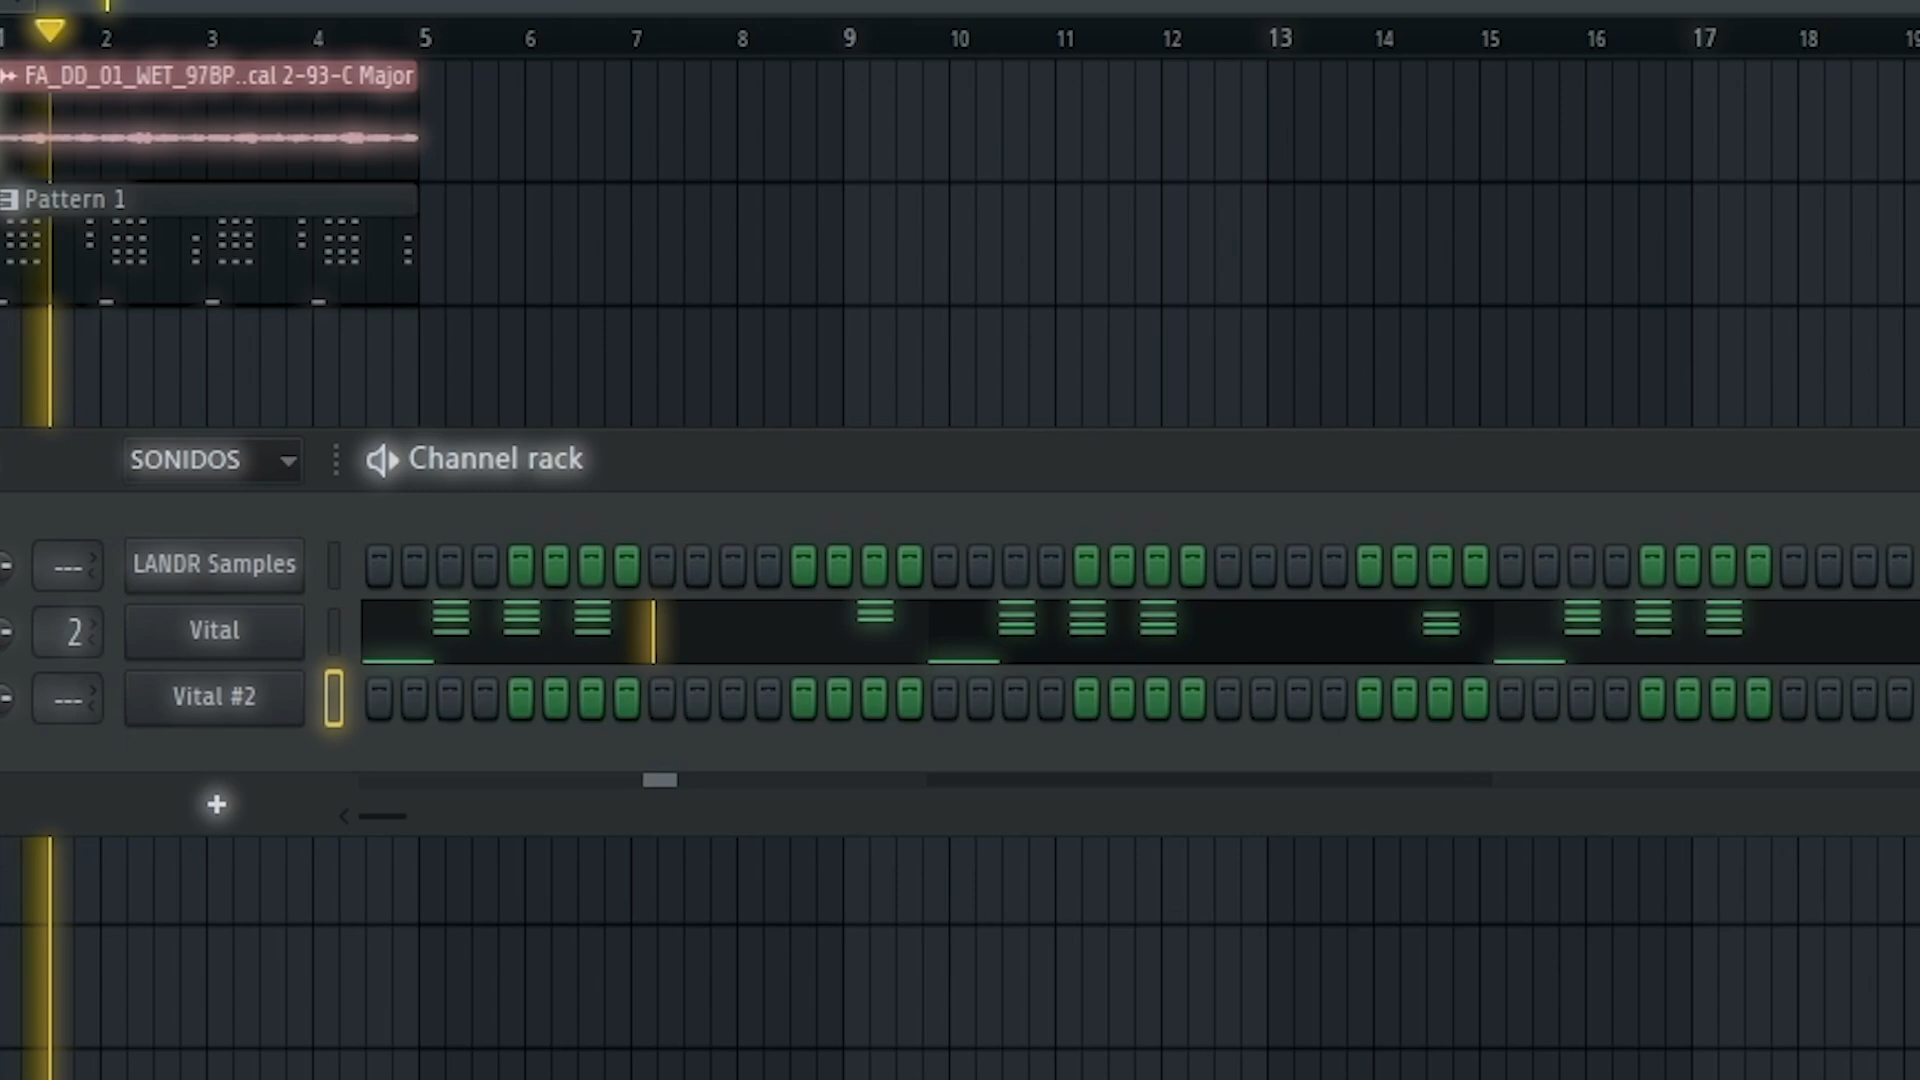 1 2 3 4 5 6 7 8 9 10 11 12 13 14 15 16 17 18 19
FA_DD_01_WET_97BP..cal 2-93-C Major
Pattern 1
SONIDOS Channel rack
--- LANDR Samples
2 Vital
--- Vital #2
+